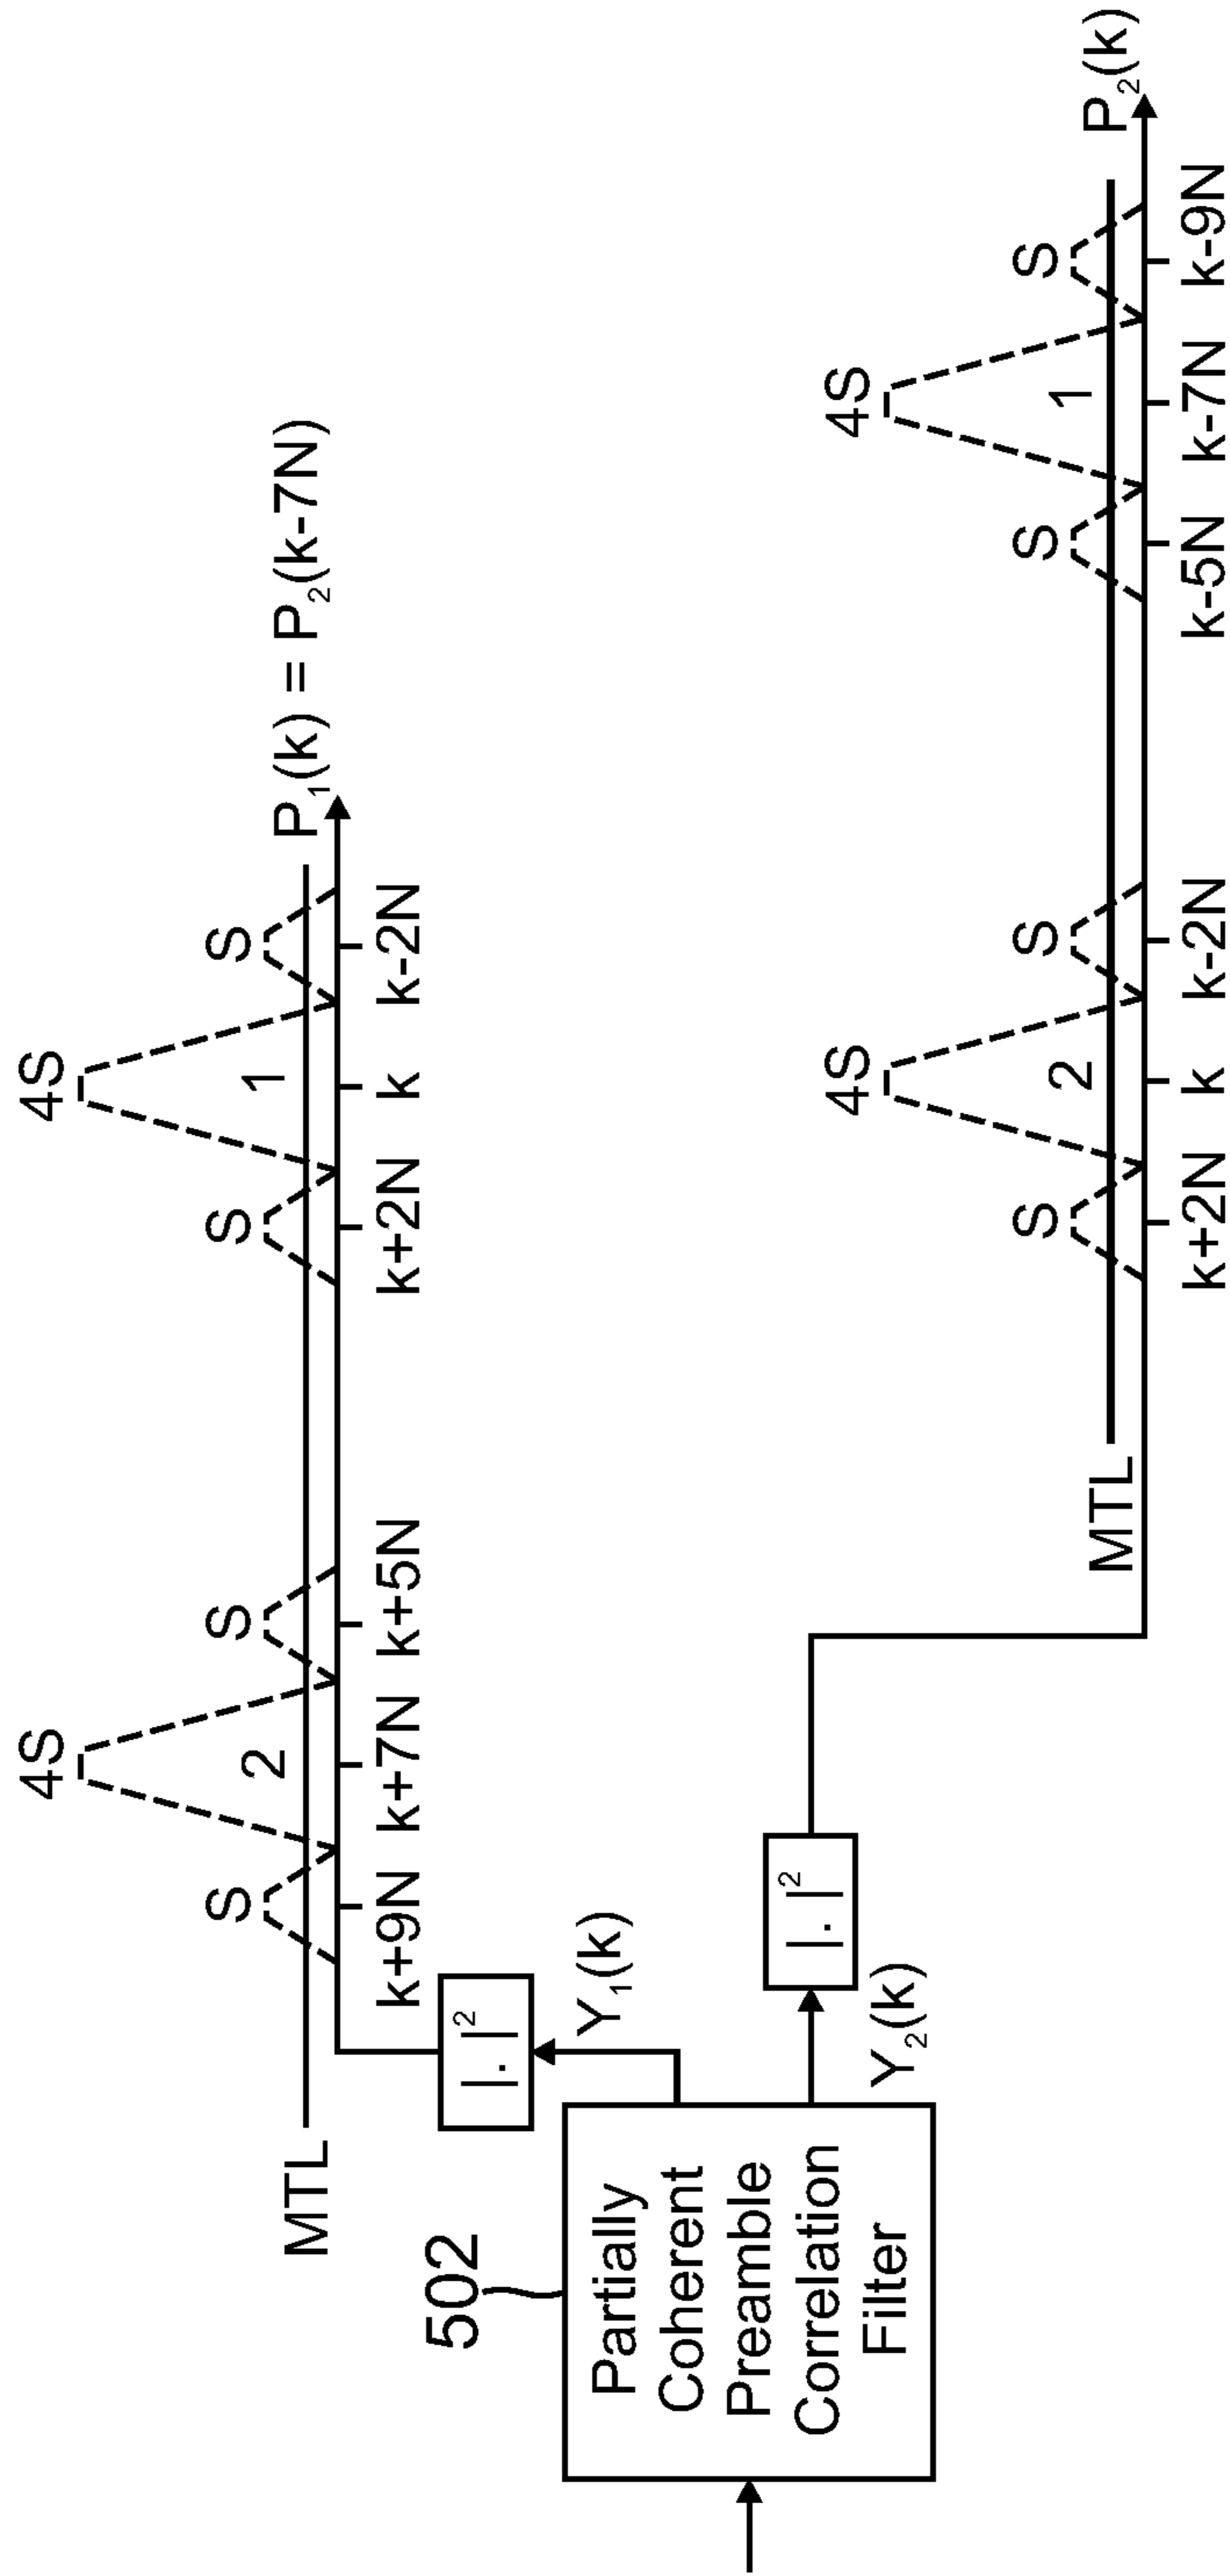 4S
4S
S
S
S
S
2
1
MTL
P₁(k) = P₂(k-7N)
k+9N
k+7N
k+5N
k+2N
k
k-2N
|.|²
Y₁(k)
502
Partially
Coherent
Preamble
Correlation
Filter
|.|²
Y₂(k)
4S
4S
S
S
S
S
2
1
MTL
P₂(k)
k+2N
k
k-2N
k-5N
k-7N
k-9N